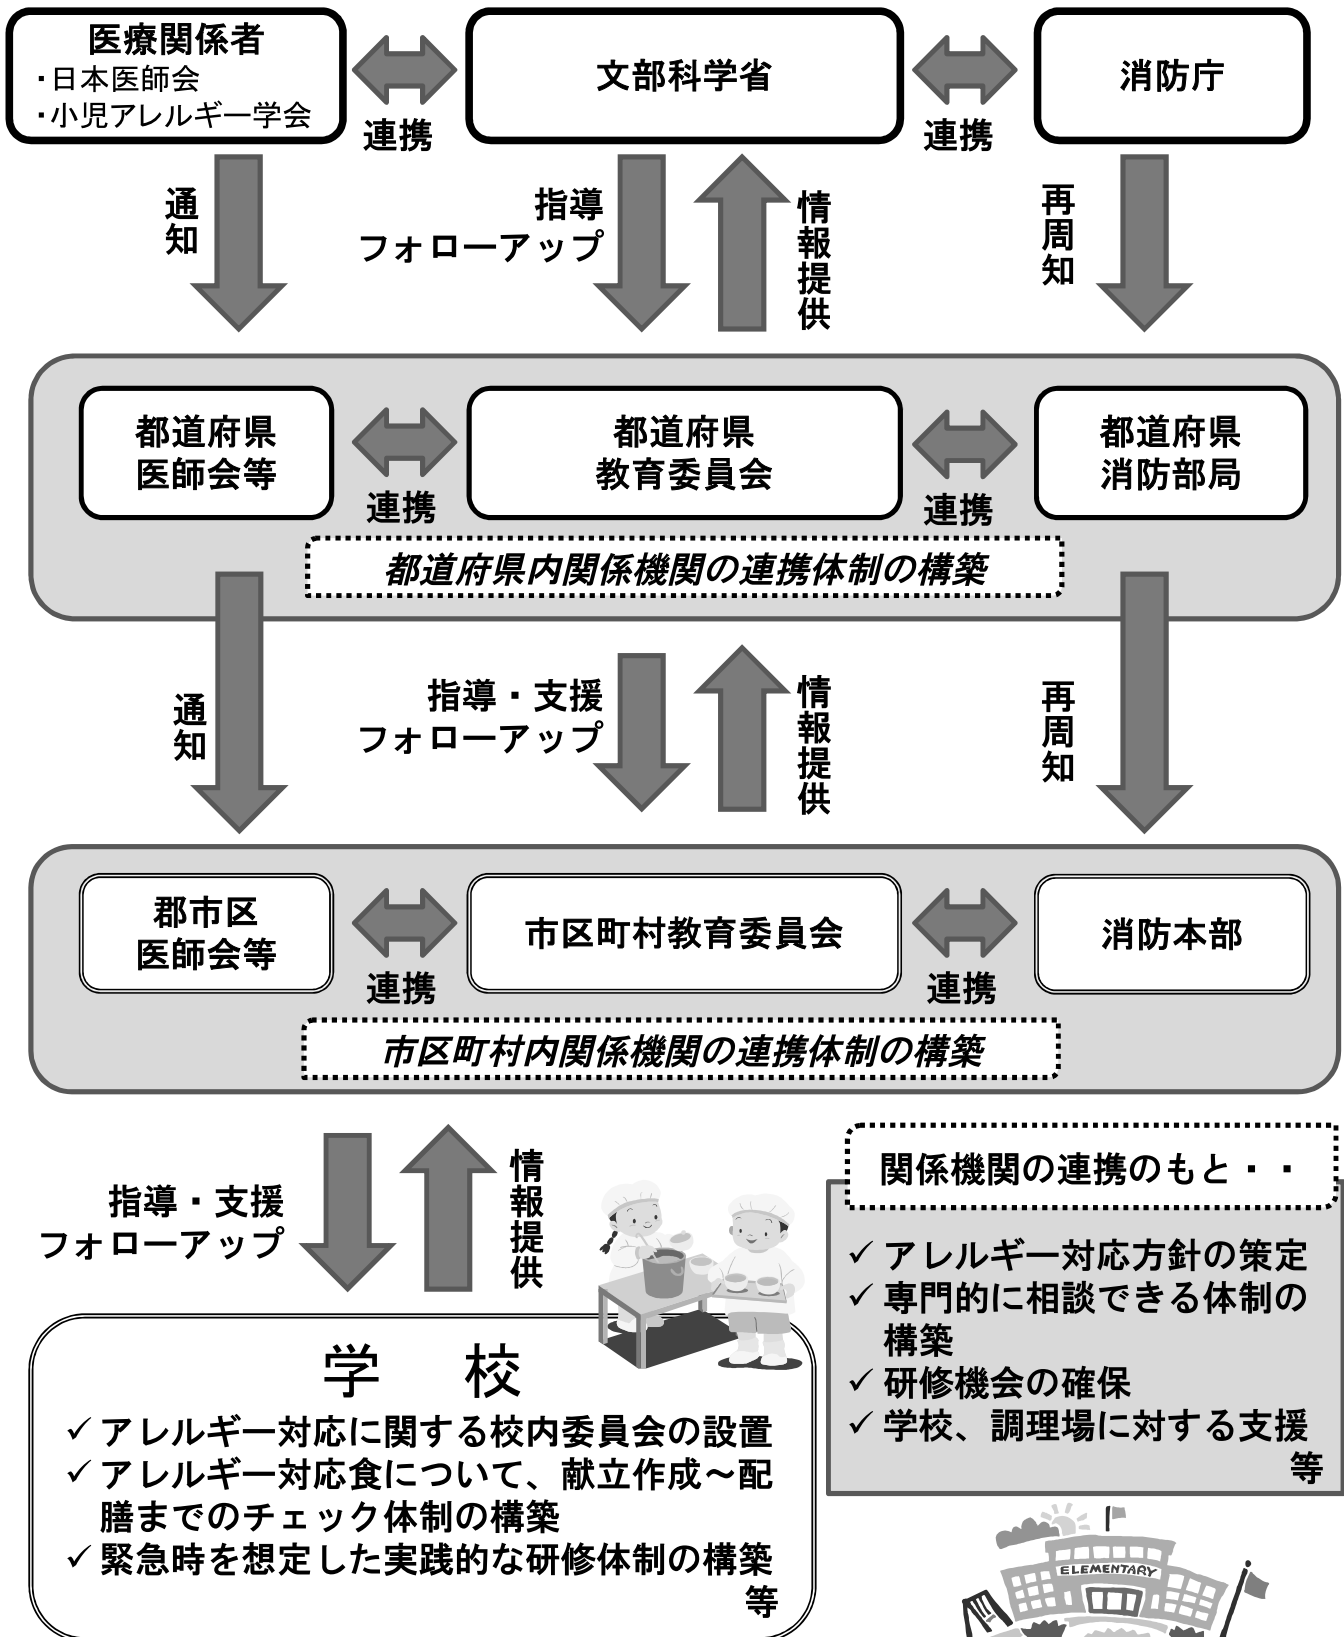 医療関係者
・日本医師会
・小児アレルギー学会
連携
文部科学省
連携
消防庁
通知
指導
フォローアップ
情報提供
再周知
都道府県
医師会等
連携
都道府県
教育委員会
連携
都道府県
消防部局
都道府県内関係機関の連携体制の構築
通知
指導・支援
フォローアップ
情報提供
再周知
郡市区
医師会等
連携
市区町村教育委員会
連携
消防本部
市区町村内関係機関の連携体制の構築
指導・支援
フォローアップ
情報提供
関係機関の連携のもと・・
✓アレルギー対応方針の策定
✓専門的に相談できる体制の
構築
✓研修機会の確保
✓学校、調理場に対する支援
等
学 校
✓アレルギー対応に関する校内委員会の設置
✓アレルギー対応食について、献立作成～配
膳までのチェック体制の構築
✓緊急時を想定した実践的な研修体制の構築
等
ELEMENTARY